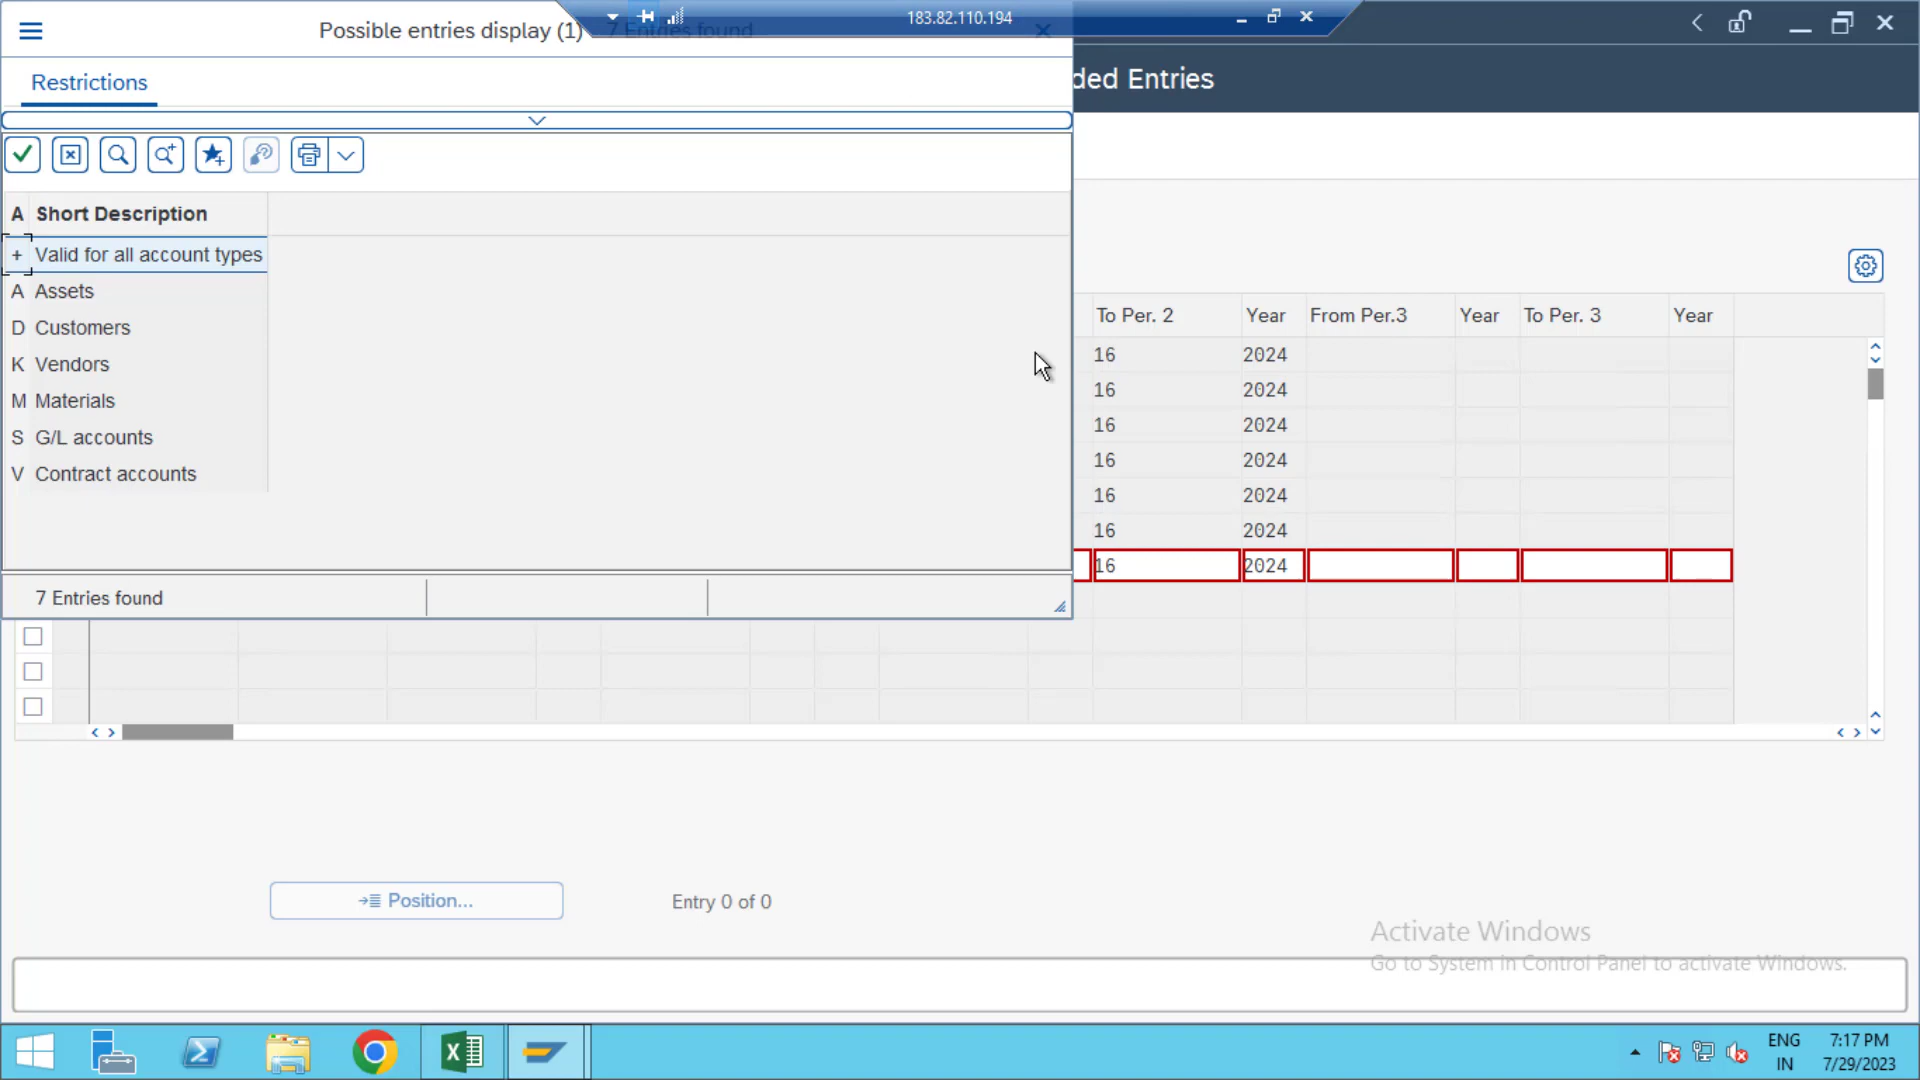 183.82.110.194
Possible entries display (1) 7 Entries found
Restrictions
ded Entries
A Short Description
+ Valid for all account types
A Assets
D Customers
K Vendors
M Materials
S G/L accounts
V Contract accounts
7 Entries found
To Per. 2 Year From Per.3 Year To Per. 3 Year
16 2024
16 2024
16 2024
16 2024
16 2024
16 2024
16 2024
Position...
Entry 0 of 0
Activate Windows
Go to System in Control Panel to activate Windows.
ENG
IN
7:17 PM
7/29/2023